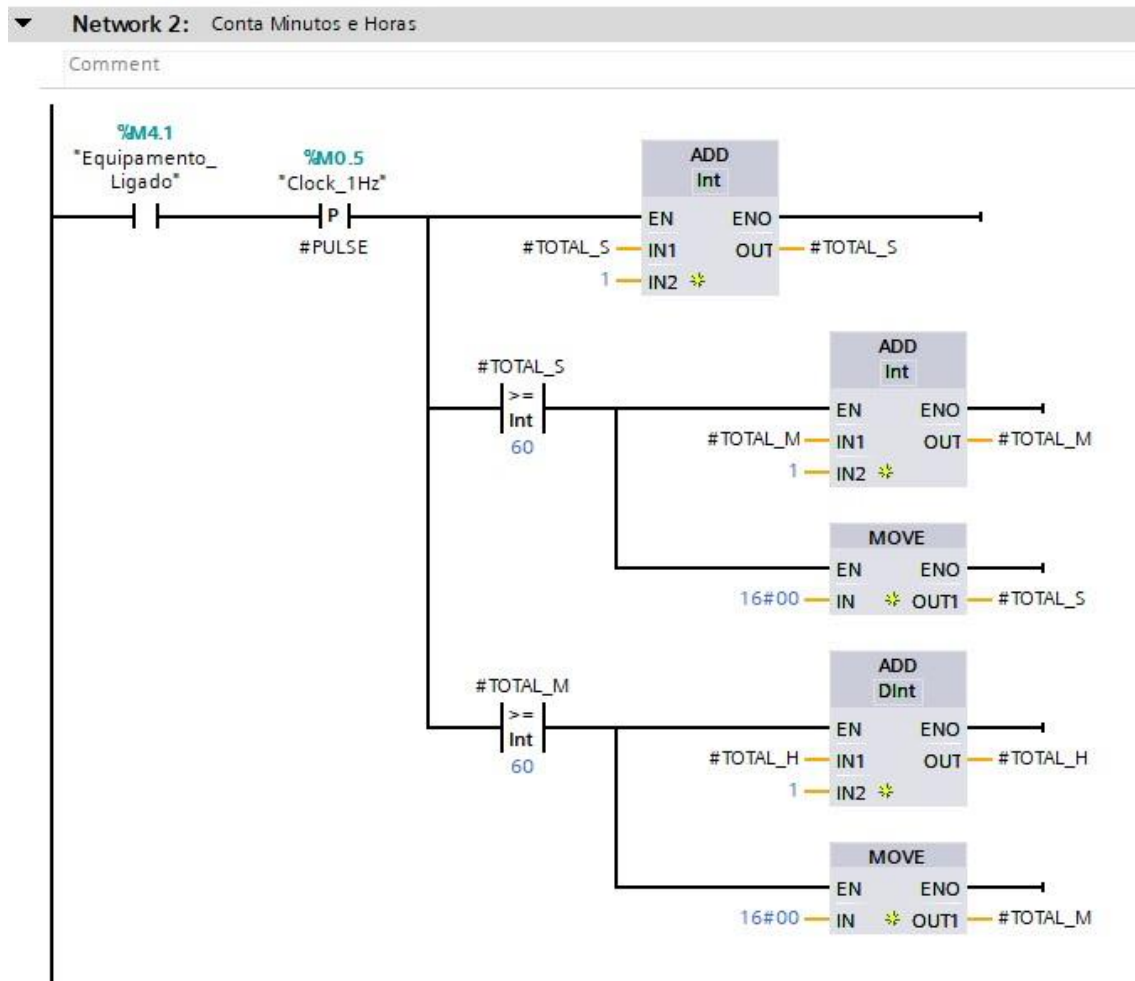 Network 2: Conta Minutos e Horas
Comment
%M4.1
"Equipamento_
Ligado"
%M0.5
"Clock_1Hz"
P
#PULSE
ADD
Int
EN ENO
#TOTAL_S IN1 OUT #TOTAL_S
1 IN2
#TOTAL_S
>=
Int
60
ADD
Int
EN ENO
#TOTAL_M IN1 OUT #TOTAL_M
1 IN2
MOVE
EN ENO
16#00 IN OUT1 #TOTAL_S
#TOTAL_M
>=
Int
60
ADD
DInt
EN ENO
#TOTAL_H IN1 OUT #TOTAL_H
1 IN2
MOVE
EN ENO
16#00 IN OUT1 #TOTAL_M